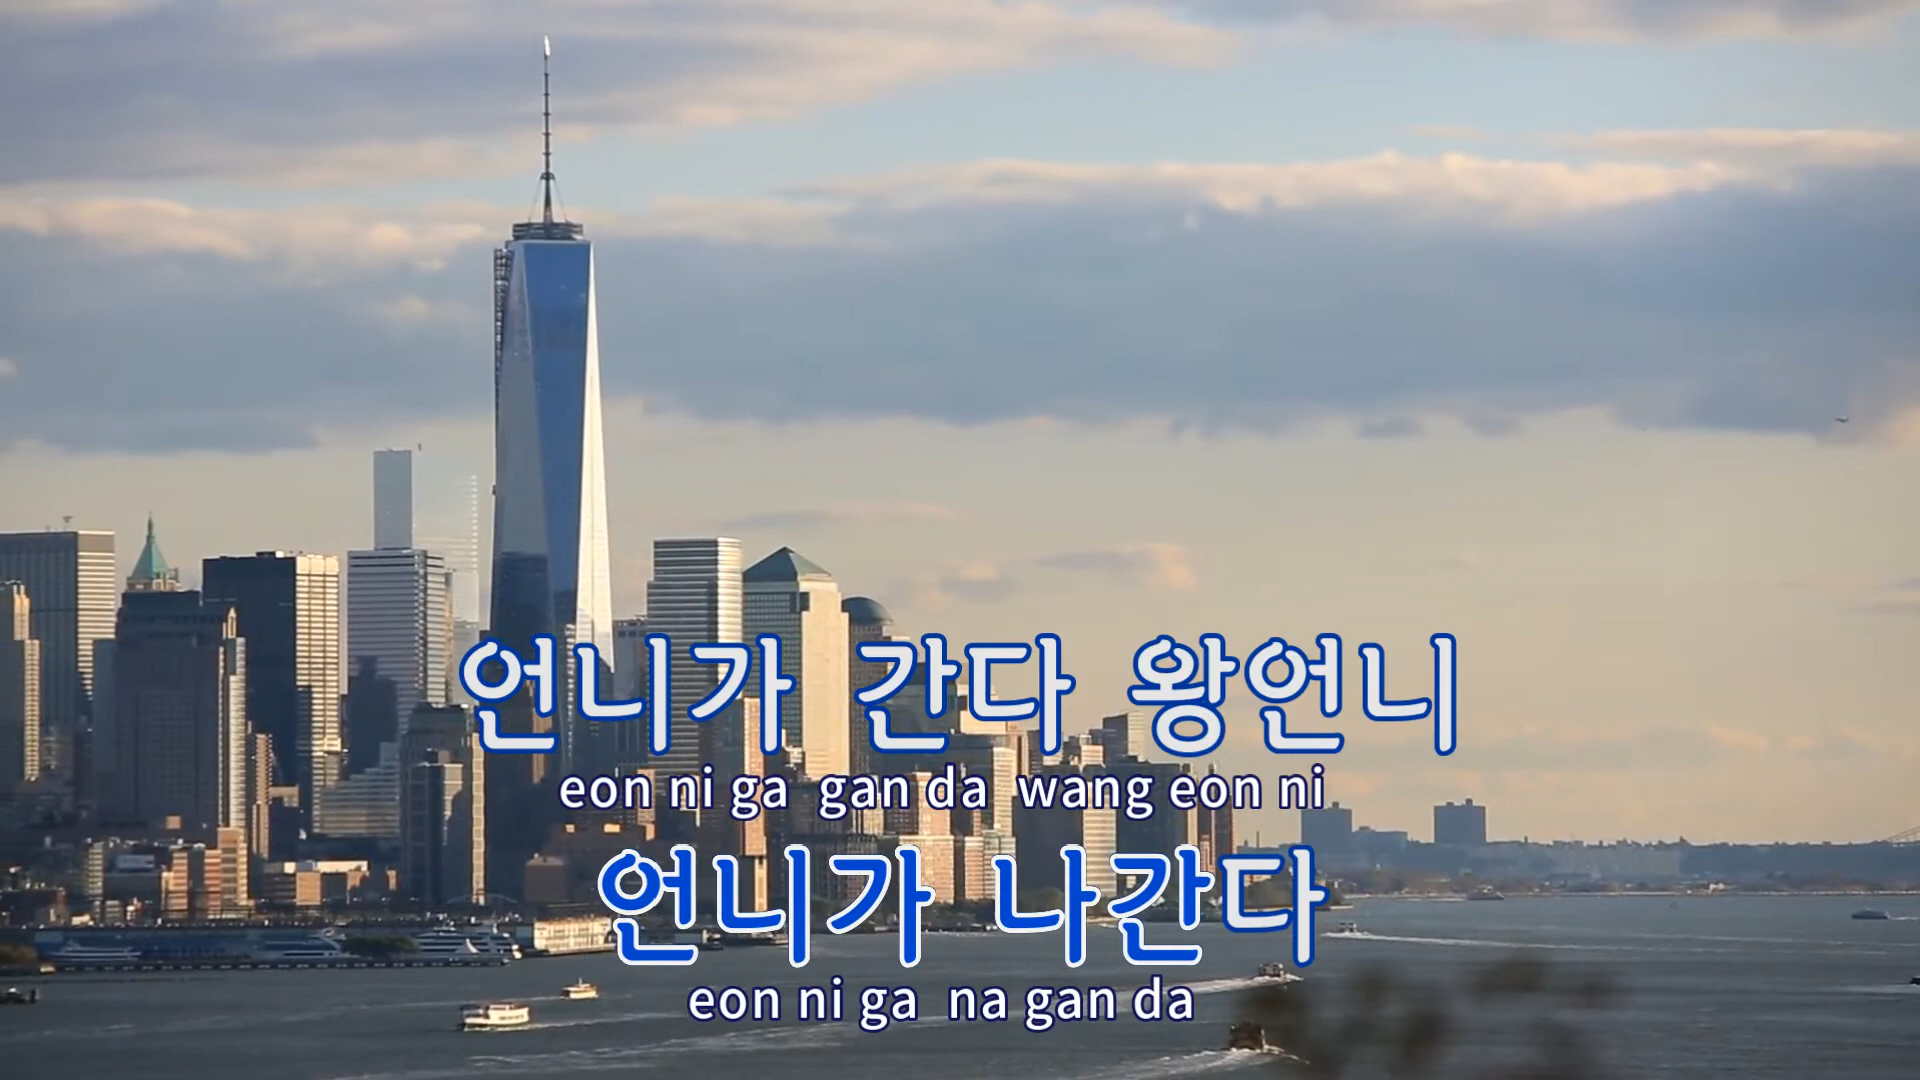 언니가 간다 왕언니
eon ni ga gan da wang eon ni
언니가 나간다
eon ni ga na gan da